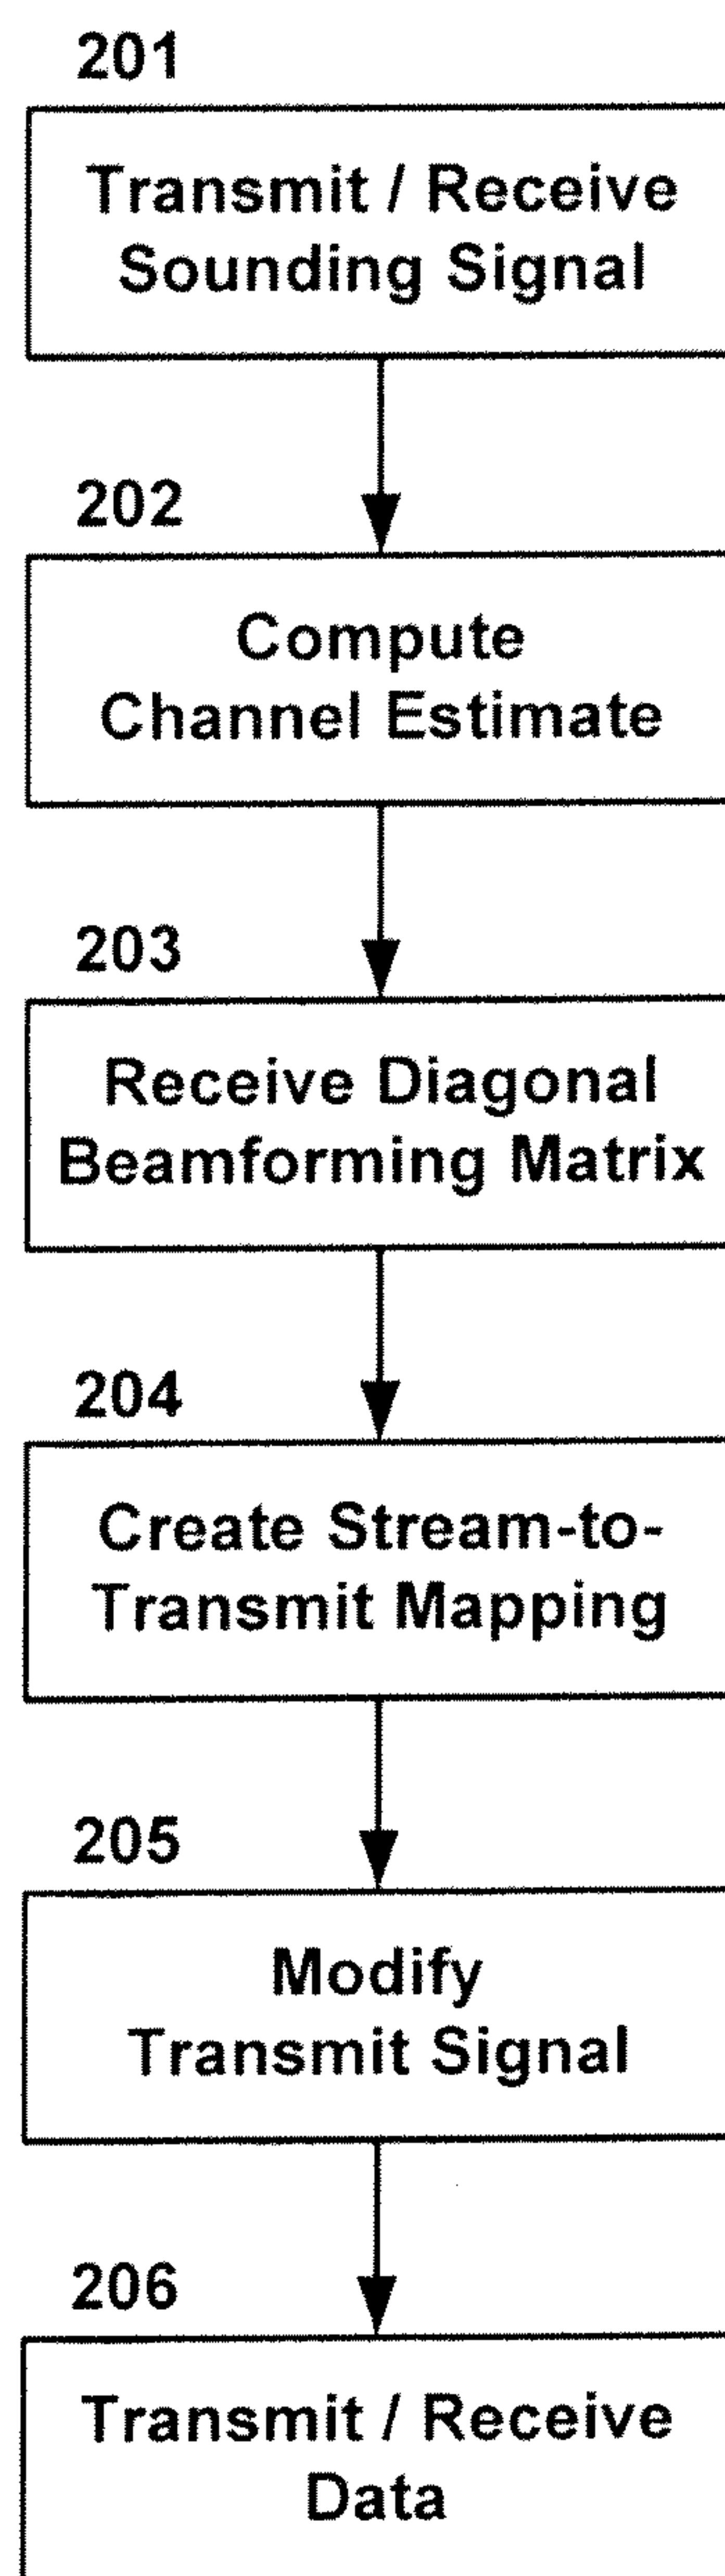 201
Transmit / Receive
Sounding Signal
202
Compute
Channel Estimate
203
Receive Diagonal
Beamforming Matrix
204
Create Stream-to-
Transmit Mapping
205
Modify
Transmit Signal
206
Transmit / Receive
Data